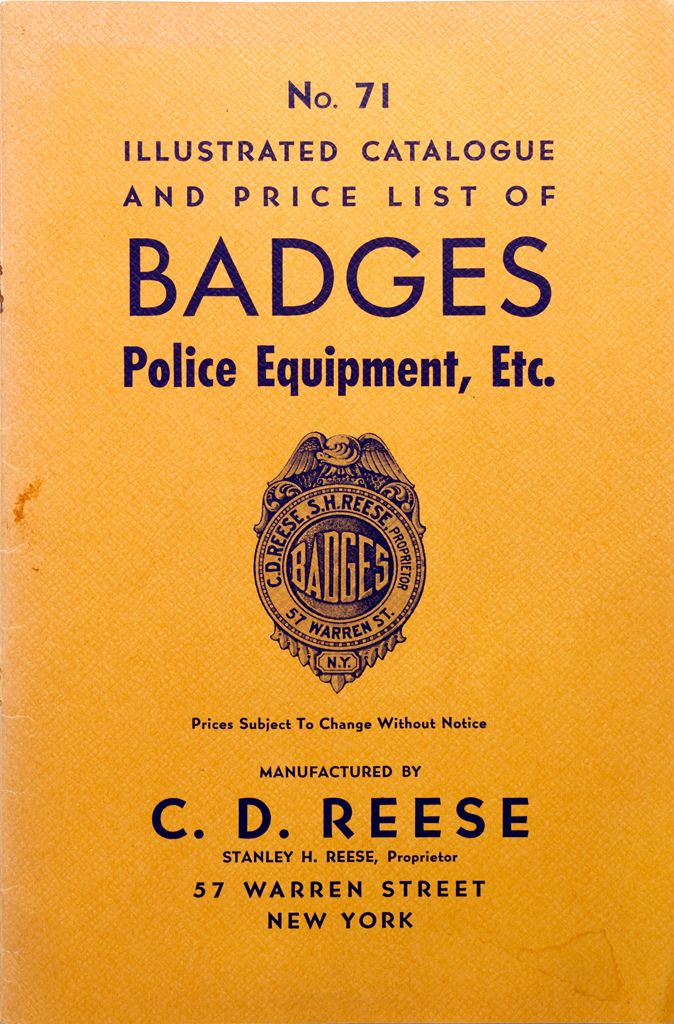 No. 71
ILLUSTRATED CATALOGUE
AND PRICE LIST OF
BADGES
Police Equipment, Etc.
C.D. REESE, S.H. REESE, PROPRIETOR
BADGES
57 WARREN ST.
N.Y.
Prices Subject To Change Without Notice
MANUFACTURED BY
C. D. REESE
STANLEY H. REESE, Proprietor
57 WARREN STREET
NEW YORK